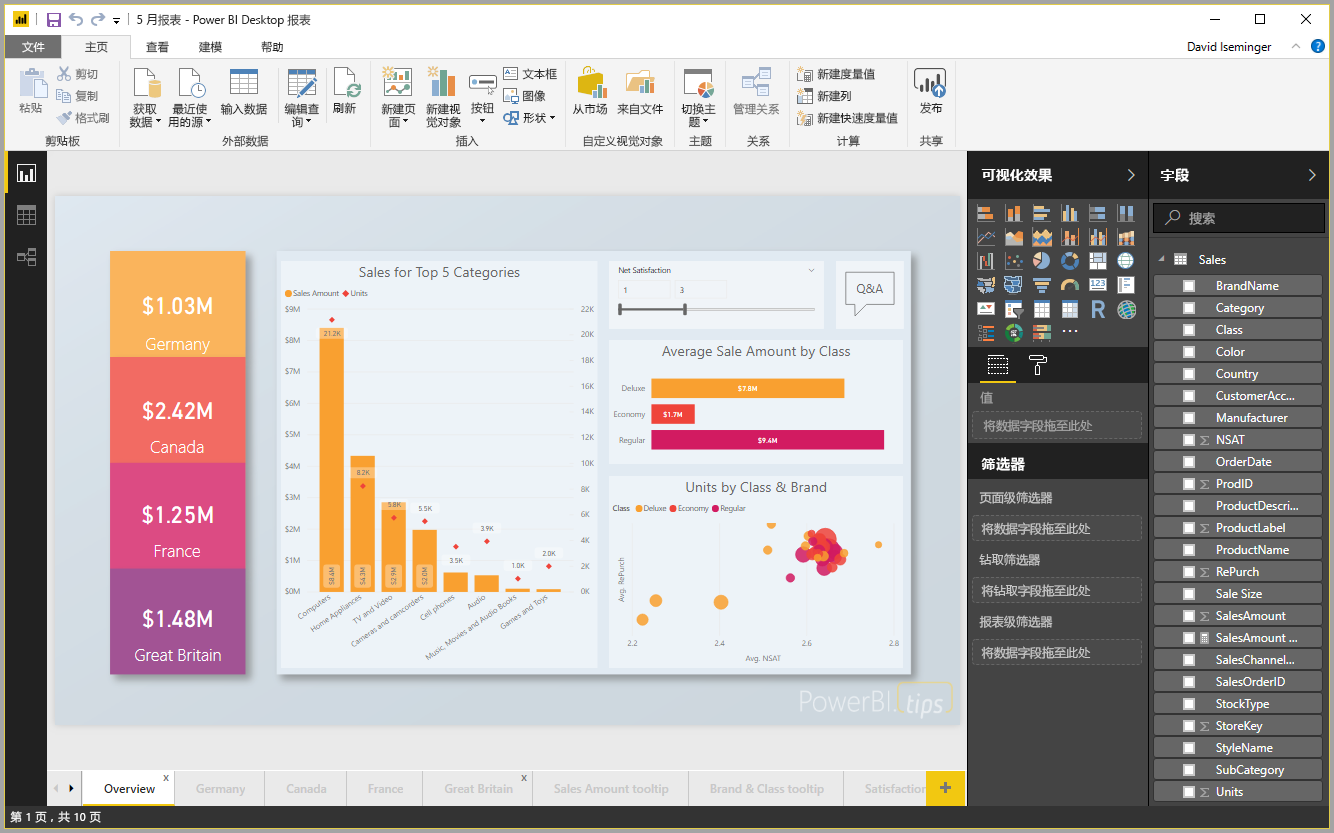 5 月报表 - Power BI Desktop 报表
文件 主页 查看 建模 帮助
David Iseminger
粘贴
剪切
复制
格式刷
剪贴板
获取
数据
最近使
用的源
输入数据
编辑查
询
刷新
外部数据
新建页
面
新建视
觉对象
按钮
文本框
图像
形状
插入
从市场
来自文件
自定义视觉对象
切换主
题
主题
管理关系
关系
新建度量值
新建列
新建快速度量值
计算
发布
共享
$1.03M
Germany
$2.42M
Canada
$1.25M
France
$1.48M
Great Britain
Sales for Top 5 Categories
Sales Amount Units
$9M
$8M
$7M
$6M
$5M
$4M
$3M
$2M
$1M
$0M
22K
20K
18K
16K
14K
12K
10K
8K
6K
4K
2K
0K
21.2K
8.2K
5.8K
5.5K
3.5K
3.9K
1.0K
2.0K
$8.4M
$4.3M
$2.9M
$2.0M
Computers
Home Appliances
TV and Video
Cameras and camcorders
Cell phones
Audio
Music, Movies and Audio Books
Games and Toys
Net Satisfaction
1 3
Q&A
Average Sale Amount by Class
Deluxe $7.8M
Economy $1.7M
Regular $9.4M
Units by Class & Brand
Class Deluxe Economy Regular
Avg. RePurch
2.2 2.4 2.6 2.8
Avg. NSAT
PowerBI.tips
可视化效果
123
R
值
将数据字段拖至此处
筛选器
页面级筛选器
将数据字段拖至此处
钻取筛选器
将钻取字段拖至此处
报表级筛选器
将数据字段拖至此处
字段
搜索
Sales
BrandName
Category
Class
Color
Country
CustomerAcc...
Manufacturer
NSAT
OrderDate
ProdID
ProductDescri...
ProductLabel
ProductName
RePurch
Sale Size
SalesAmount
SalesAmount ...
SalesChannel...
SalesOrderID
StockType
StoreKey
StyleName
SubCategory
Units
Overview Germany Canada France Great Britain Sales Amount tooltip Brand & Class tooltip Satisfaction
第 1 页，共 10 页